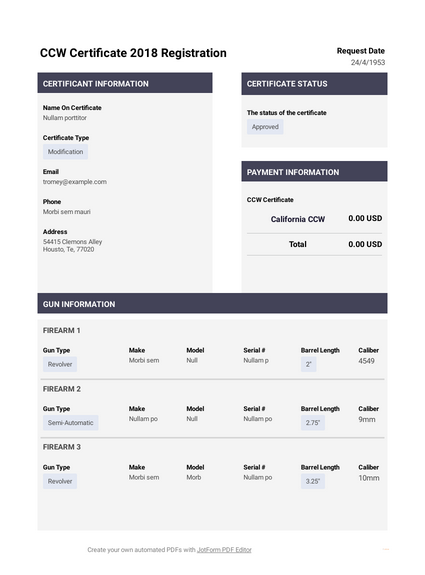 CCW Certificate 2018 Registration
Request Date
24/4/1953
CERTIFICANT INFORMATION
Name On Certificate
Nullam porttitor
Certificate Type
Modification
Email
tromey@example.com
Phone
Morbi sem mauri
Address
54415 Clemons Alley
Housto, Te, 77020
CERTIFICATE STATUS
The status of the certificate
Approved
PAYMENT INFORMATION
CCW Certificate
California CCW 0.00 USD
Total 0.00 USD
GUN INFORMATION
FIREARM 1
Gun Type Make Model Serial # Barrel Length Caliber
Revolver Morbi sem Null Nullam p 2" 4549
FIREARM 2
Gun Type Make Model Serial # Barrel Length Caliber
Semi-Automatic Nullam po Null Nullam po 2.75" 9mm
FIREARM 3
Gun Type Make Model Serial # Barrel Length Caliber
Revolver Morbi sem Morb Nullam po 3.25" 10mm
Create your own automated PDFs with JotForm PDF Editor